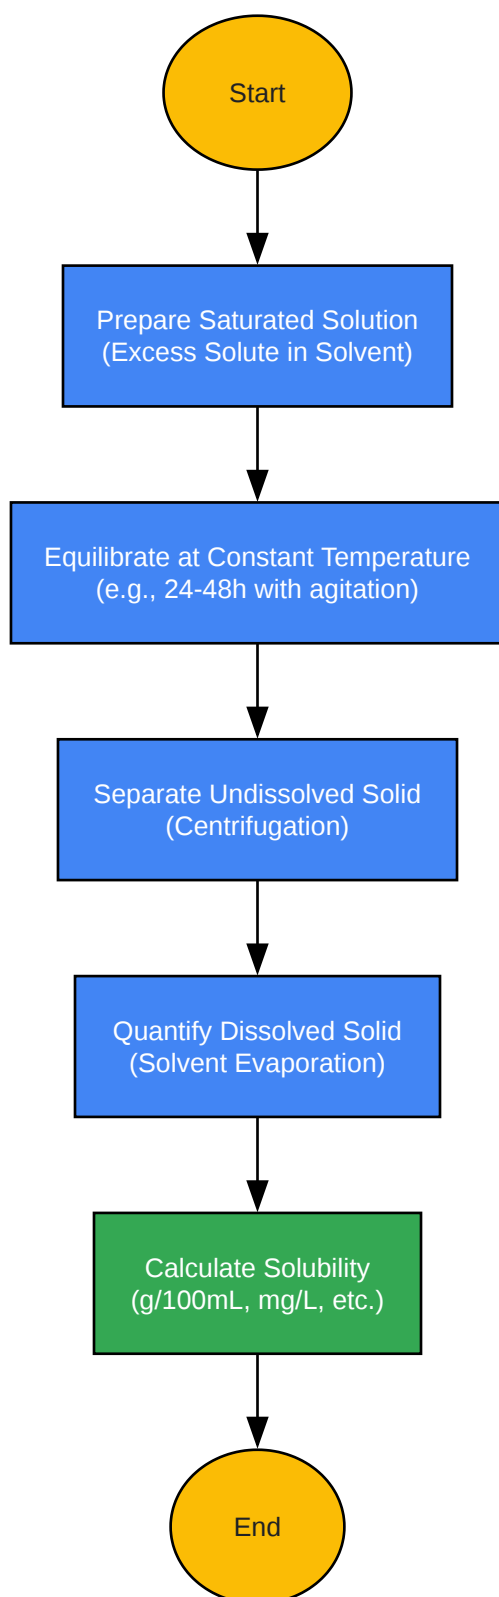 Start
Prepare Saturated Solution
(Excess Solute in Solvent)
Equilibrate at Constant Temperature
(e.g., 24-48h with agitation)
Separate Undissolved Solid
(Centrifugation)
Quantify Dissolved Solid
(Solvent Evaporation)
Calculate Solubility
(g/100mL, mg/L, etc.)
End